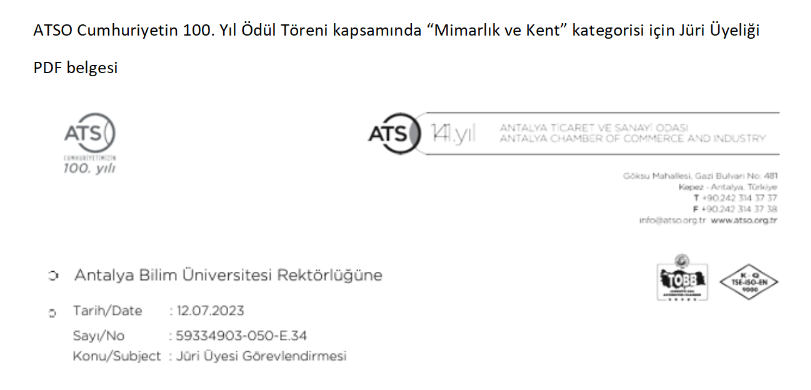 ATSO Cumhuriyetin 100. Yıl Ödül Töreni kapsamında “Mimarlık ve Kent” kategorisi için Jüri Üyeliği
PDF belgesi
ATSO
CUMHURİYETİMİZİN
100. yılı
ATSO 141.yıl
ANTALYA TİCARET VE SANAYİ ODASI
ANTALYA CHAMBER OF COMMERCE AND INDUSTRY
Göksu Mahallesi, Gazi Bulvarı No: 481
Kepez - Antalya, Türkiye
T +90.242 314 37 37
F +90.242 314 37 38
info@atso.org.tr www.atso.org.tr
Antalya Bilim Üniversitesi Rektörlüğüne
TOBB
K - Q
TSE-ISO-EN
9000
Tarih/Date : 12.07.2023
Sayı/No : 59334903-050-E.34
Konu/Subject : Jüri Üyesi Görevlendirmesi